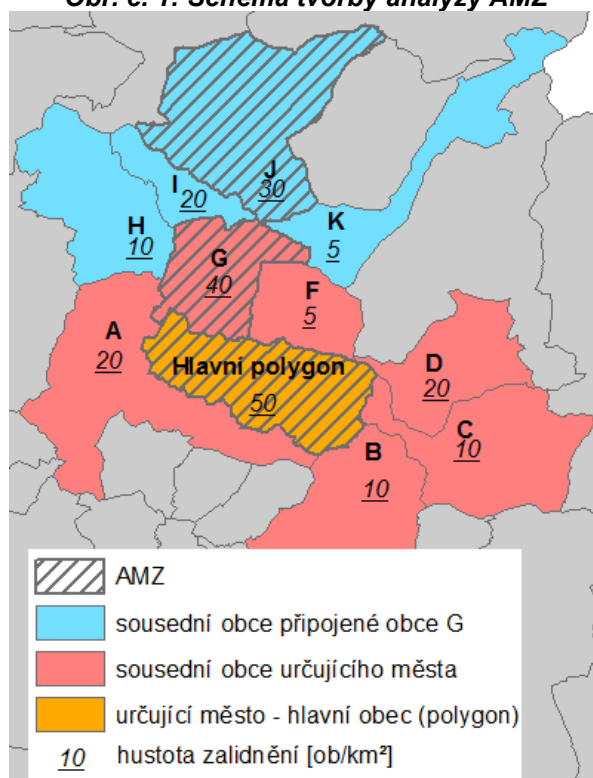 Obr. č. 1: Schéma tvorby analýzy AMZ
J
30
I
20
K
5
H
10
G
40
F
5
A
20
Hlavní polygon
50
D
20
C
10
B
10
AMZ
sousední obce připojené obce G
sousední obce určujícího města
určující město - hlavní obec (polygon)
10 hustota zalidnění [ob/km²]